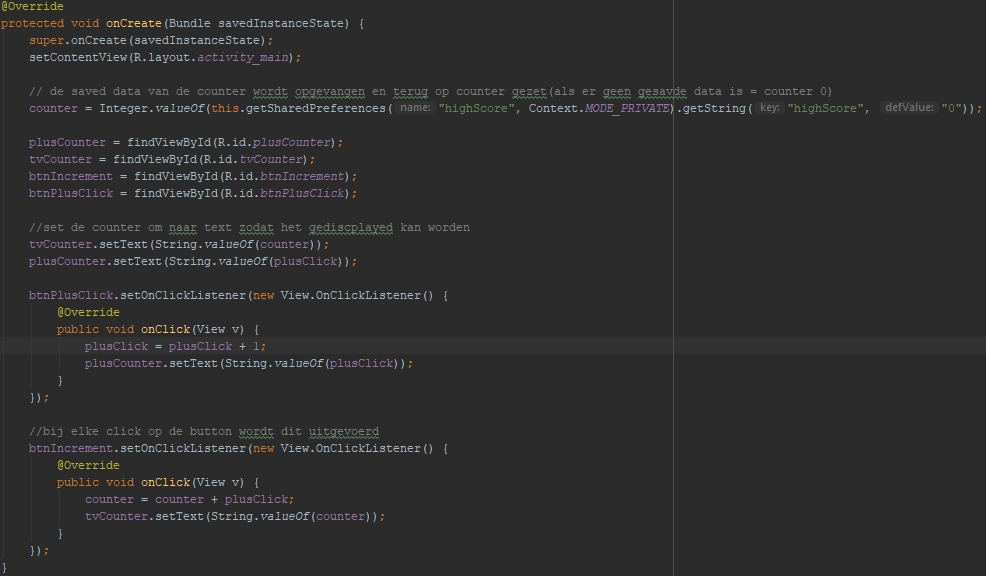 @Override
protected void onCreate(Bundle savedInstanceState) {
    super.onCreate(savedInstanceState);
    setContentView(R.layout.activity_main);

    // de saved data van de counter wordt opgevangen en terug op counter gezet(als er geen gesavde data is = counter 0)
    counter = Integer.valueOf(this.getSharedPreferences( name: "highScore", Context.MODE_PRIVATE).getString( key: "highScore", defValue: "0"));

    plusCounter = findViewById(R.id.plusCounter);
    tvCounter = findViewById(R.id.tvCounter);
    btnIncrement = findViewById(R.id.btnIncrement);
    btnPlusClick = findViewById(R.id.btnPlusClick);

    //set de counter om naar text zodat het gediscplayed kan worden
    tvCounter.setText(String.valueOf(counter));
    plusCounter.setText(String.valueOf(plusClick));

    btnPlusClick.setOnClickListener(new View.OnClickListener() {
        @Override
        public void onClick(View v) {
            plusClick = plusClick + 1;
            plusCounter.setText(String.valueOf(plusClick));
        }
    });

    //bij elke click op de button wordt dit uitgevoerd
    btnIncrement.setOnClickListener(new View.OnClickListener() {
        @Override
        public void onClick(View v) {
            counter = counter + plusClick;
            tvCounter.setText(String.valueOf(counter));
        }
    });
}